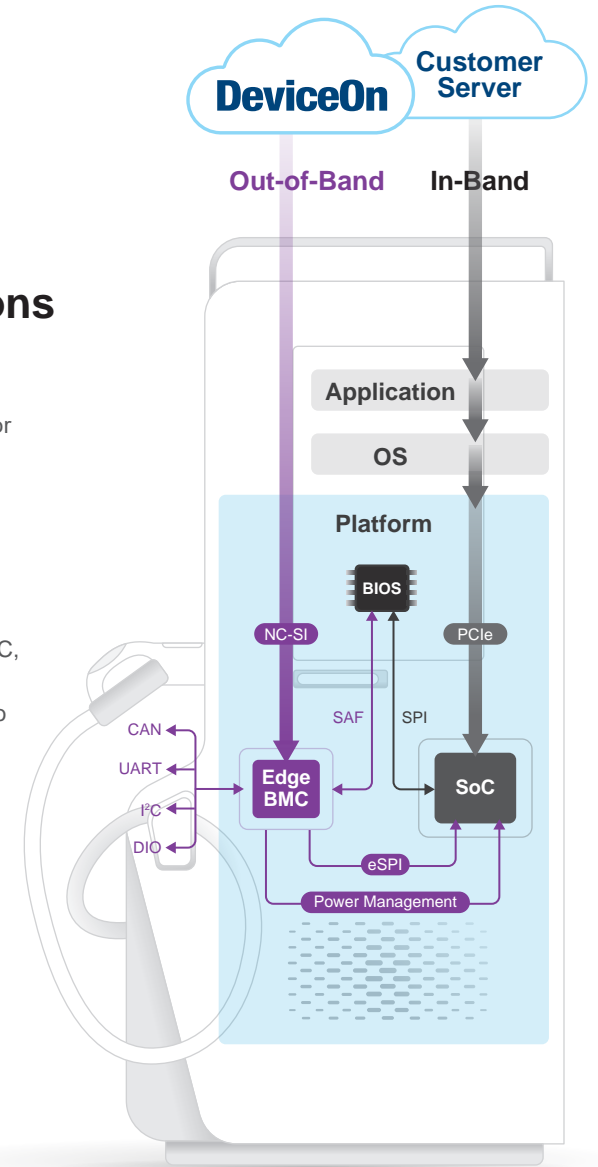 DeviceOn
Customer
Server
Out-of-Band
In-Band
Application
OS
Platform
BIOS
NC-SI
PCIe
SAF
SPI
CAN
UART
I²C
DIO
Edge
BMC
SoC
eSPI
Power Management